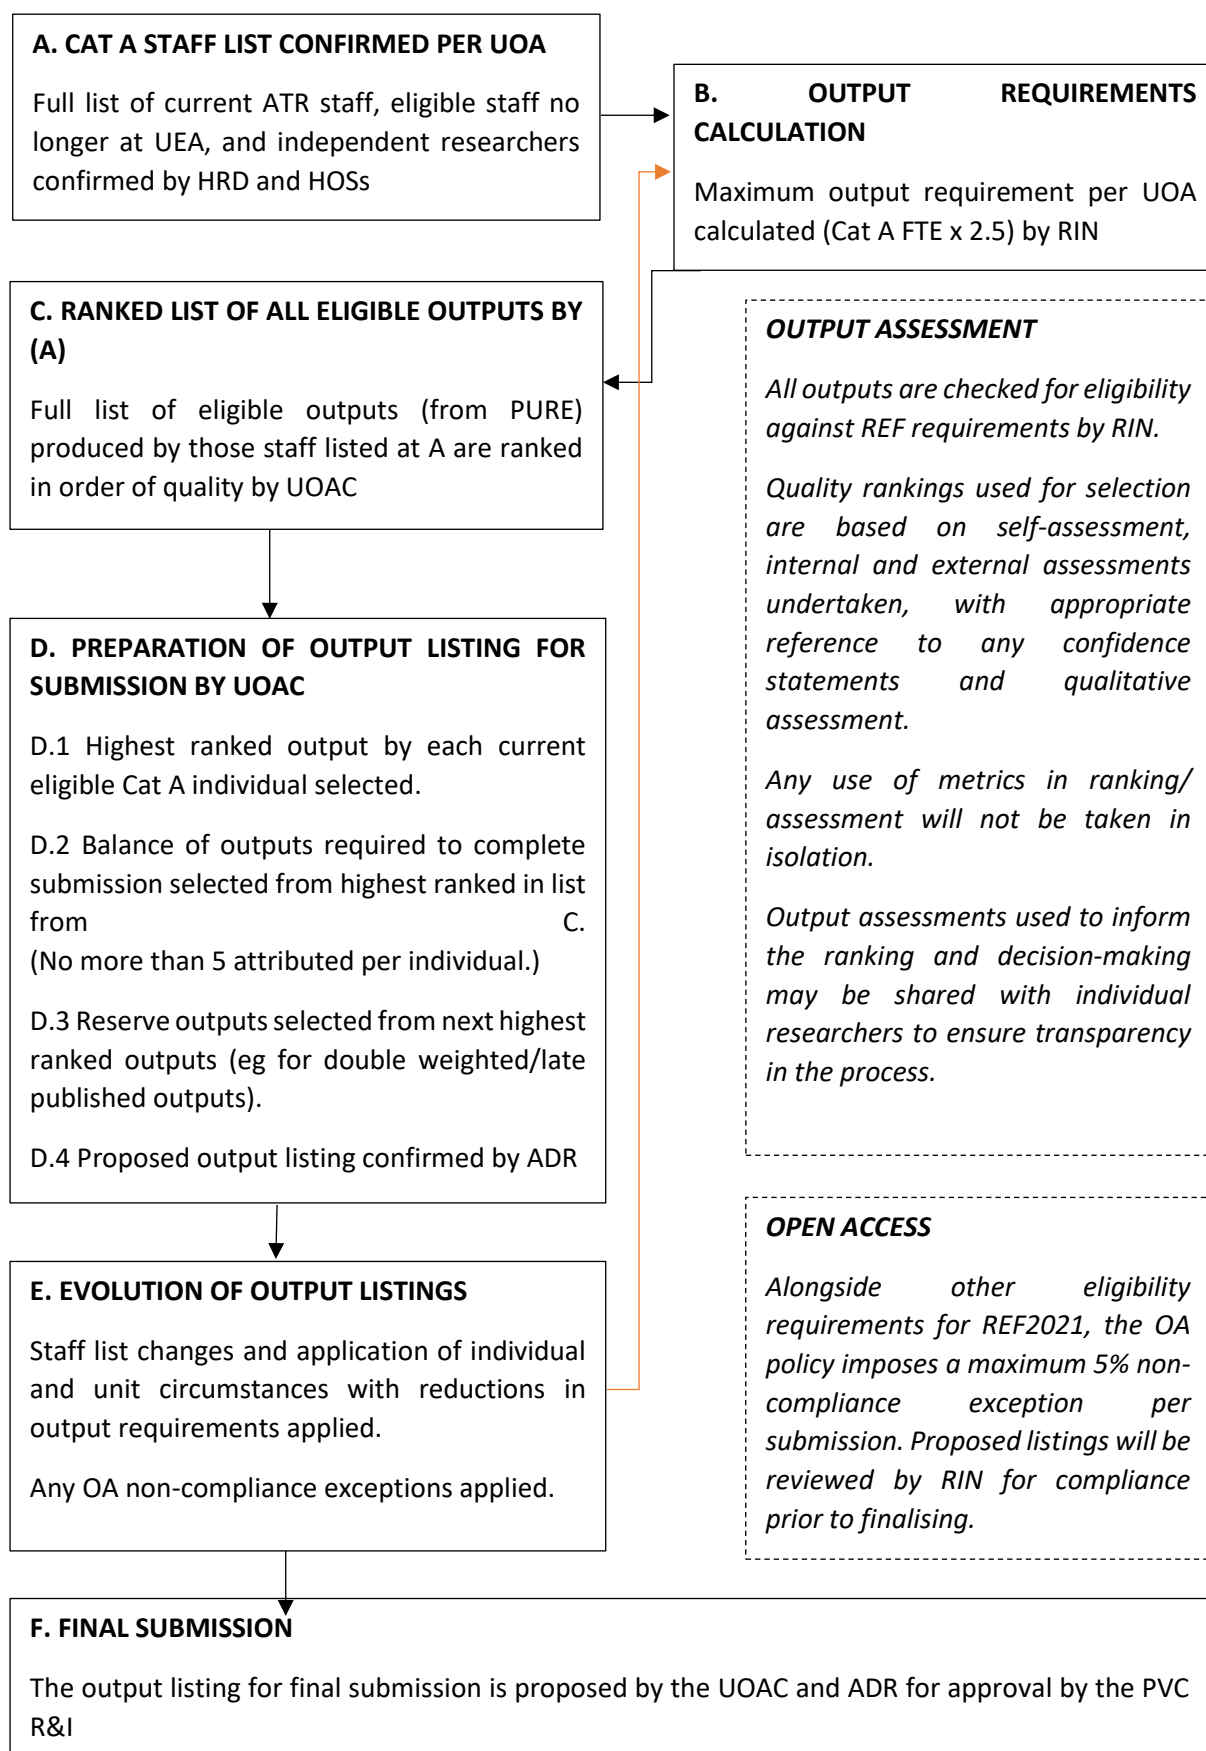 A. CAT A STAFF LIST CONFIRMED PER UOA
Full list of current ATR staff, eligible staff no
longer at UEA, and independent researchers
confirmed by HRD and HOSs
B. OUTPUT REQUIREMENTS
CALCULATION
Maximum output requirement per UOA
calculated (Cat A FTE x 2.5) by RIN
C. RANKED LIST OF ALL ELIGIBLE OUTPUTS BY
(A)
Full list of eligible outputs (from PURE)
produced by those staff listed at A are ranked
in order of quality by UOAC
D. PREPARATION OF OUTPUT LISTING FOR
SUBMISSION BY UOAC
D.1 Highest ranked output by each current
eligible Cat A individual selected.
D.2 Balance of outputs required to complete
submission selected from highest ranked in list
from C.
(No more than 5 attributed per individual.)
D.3 Reserve outputs selected from next highest
ranked outputs (eg for double weighted/late
published outputs).
D.4 Proposed output listing confirmed by ADR
OUTPUT ASSESSMENT
All outputs are checked for eligibility
against REF requirements by RIN.
Quality rankings used for selection
are based on self-assessment,
internal and external assessments
undertaken, with appropriate
reference to any confidence
statements and qualitative
assessment.
Any use of metrics in ranking/
assessment will not be taken in
isolation.
Output assessments used to inform
the ranking and decision-making
may be shared with individual
researchers to ensure transparency
in the process.
E. EVOLUTION OF OUTPUT LISTINGS
Staff list changes and application of individual
and unit circumstances with reductions in
output requirements applied.
Any OA non-compliance exceptions applied.
OPEN ACCESS
Alongside other eligibility
requirements for REF2021, the OA
policy imposes a maximum 5% non-
compliance exception per
submission. Proposed listings will be
reviewed by RIN for compliance
prior to finalising.
F. FINAL SUBMISSION
The output listing for final submission is proposed by the UOAC and ADR for approval by the PVC
R&I